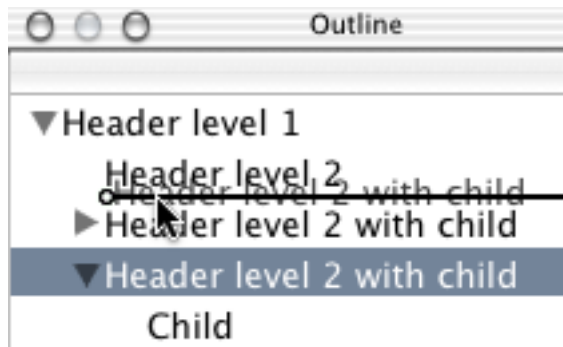 Outline
Header level 1
Header level 2
Header level 2 with child
Header level 2 with child
Header level 2 with child
Child